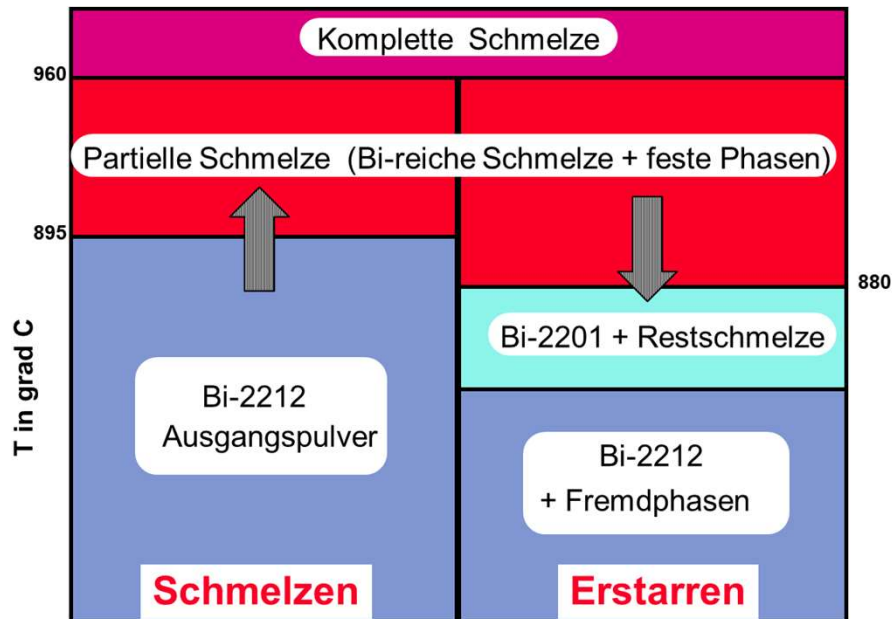 Komplette Schmelze
960
Partielle Schmelze (Bi-reiche Schmelze + feste Phasen)
895
880
Bi-2201 + Restschmelze
T in grad C
Bi-2212
Ausgangspulver
Bi-2212
+ Fremdphasen
Schmelzen
Erstarren